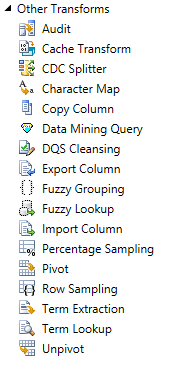 Other Transforms
Audit
Cache Transform
CDC Splitter
Character Map
Copy Column
Data Mining Query
DQS Cleansing
Export Column
Fuzzy Grouping
Fuzzy Lookup
Import Column
Percentage Sampling
Pivot
Row Sampling
Term Extraction
Term Lookup
Unpivot